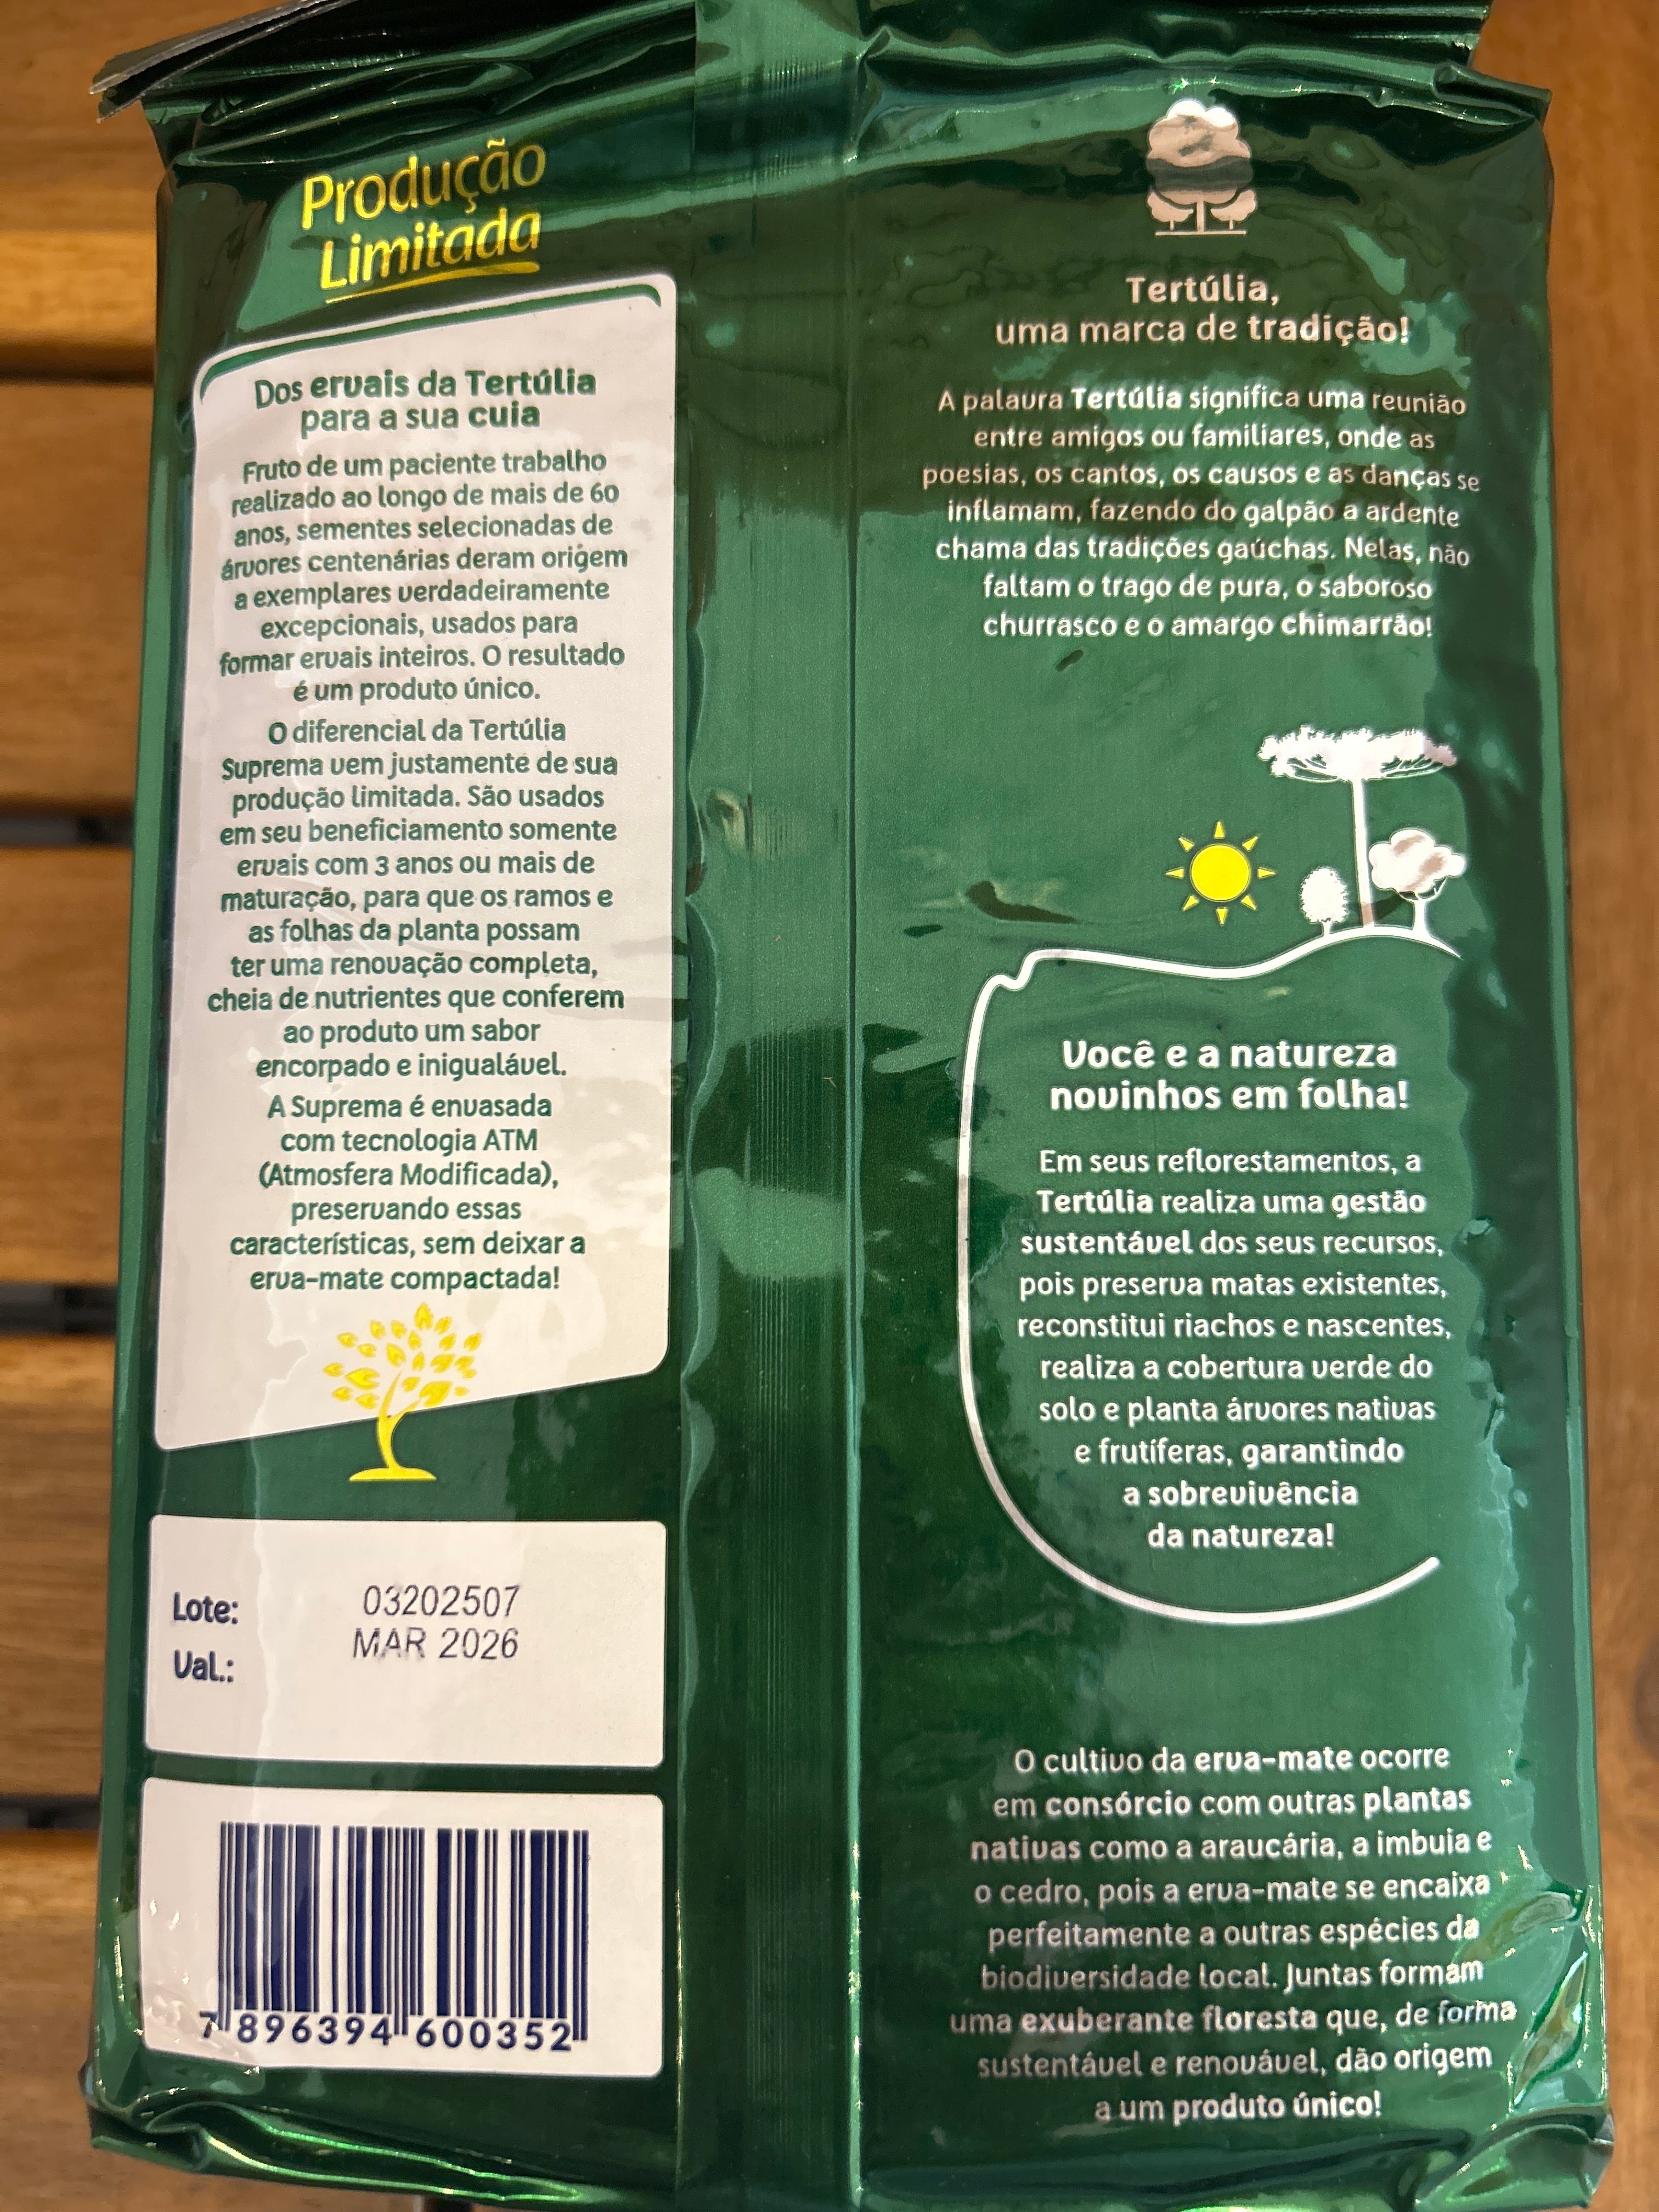 Produção
Limitada
Dos ervais da Tertúlia
para a sua cuia
Fruto de um paciente trabalho
realizado ao longo de mais de 60
anos, sementes selecionadas de
árvores centenárias deram origem
a exemplares verdadeiramente
excepcionais, usados para
formar ervais inteiros. O resultado
é um produto único.
O diferencial da Tertúlia
Suprema vem justamente de sua
produção limitada. São usados
em seu beneficiamento somente
ervais com 3 anos ou mais de
maturação, para que os ramos e
as folhas da planta possam
ter uma renovação completa,
cheia de nutrientes que conferem
ao produto um sabor
encorpado e inigualável.
A Suprema é envasada
com tecnologia ATM
(Atmosfera Modificada),
preservando essas
características, sem deixar a
erva-mate compactada!
Lote: 03202507
Val.: MAR 2026
7 896394 600352
Tertúlia,
uma marca de tradição!
A palavra Tertúlia significa uma reunião
entre amigos ou familiares, onde as
poesias, os cantos, os causos e as danças se
inflamam, fazendo do galpão a ardente
chama das tradições gaúchas. Nelas, não
faltam o trago de pura, o saboroso
churrasco e o amargo chimarrão!
Você e a natureza
novinhos em folha!
Em seus reflorestamentos, a
Tertúlia realiza uma gestão
sustentável dos seus recursos,
pois preserva matas existentes,
reconstitui riachos e nascentes,
realiza a cobertura verde do
solo e planta árvores nativas
e frutíferas, garantindo
a sobrevivência
da natureza!
O cultivo da erva-mate ocorre
em consórcio com outras plantas
nativas como a araucária, a imbuia e
o cedro, pois a erva-mate se encaixa
perfeitamente a outras espécies da
biodiversidade local. Juntas formam
uma exuberante floresta que, de forma
sustentável e renovável, dão origem
a um produto único!